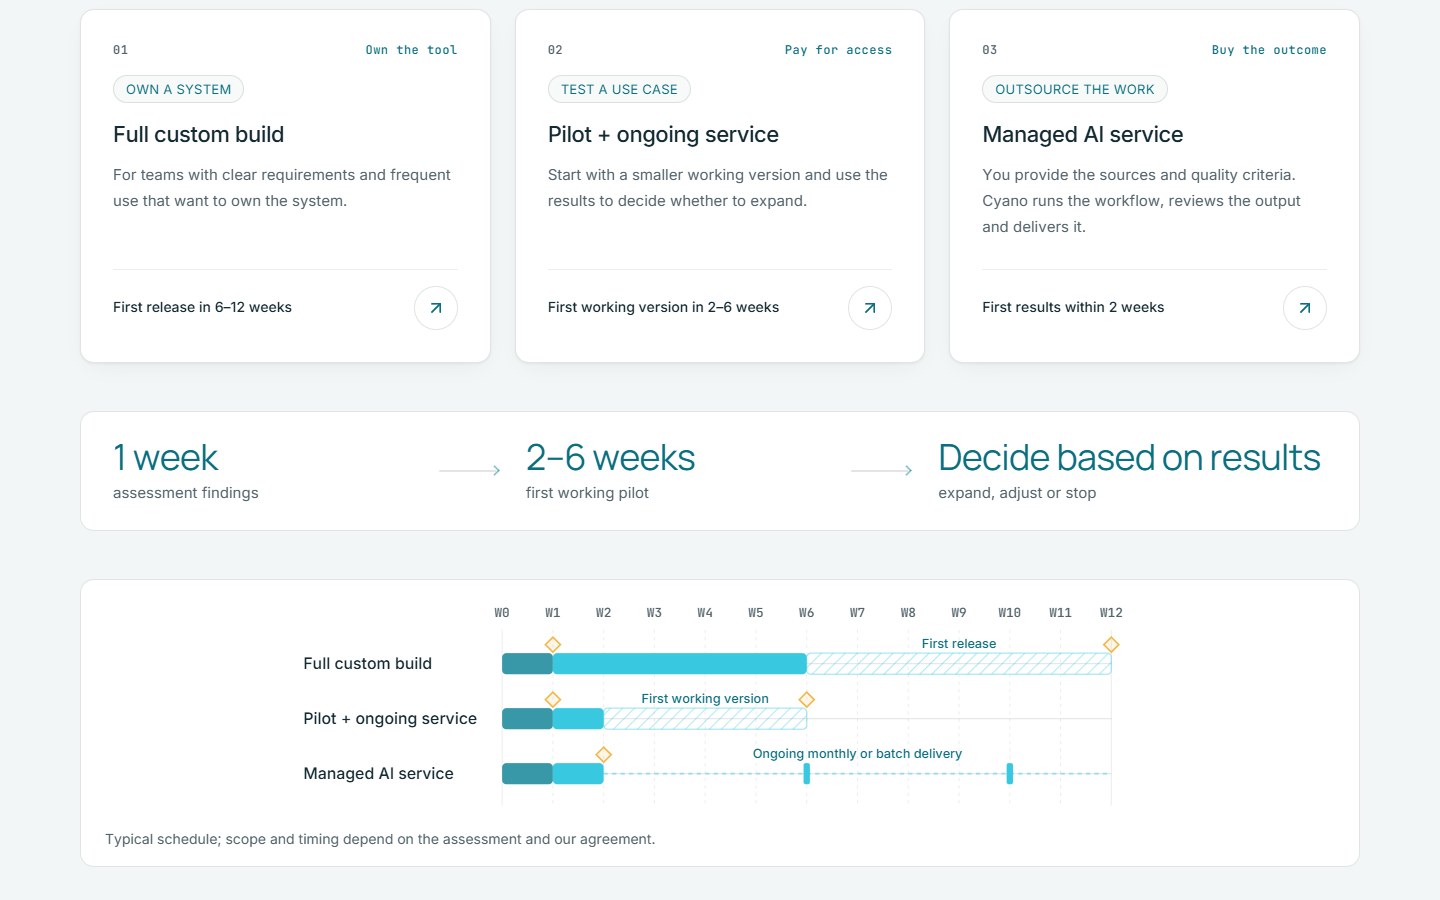 01
Own the tool
OWN A SYSTEM
Full custom build
For teams with clear requirements and frequent
use that want to own the system.
First release in 6–12 weeks
02
Pay for access
TEST A USE CASE
Pilot + ongoing service
Start with a smaller working version and use the
results to decide whether to expand.
First working version in 2–6 weeks
03
Buy the outcome
OUTSOURCE THE WORK
Managed AI service
You provide the sources and quality criteria.
Cyano runs the workflow, reviews the output
and delivers it.
First results within 2 weeks
1 week
assessment findings
2–6 weeks
first working pilot
Decide based on results
expand, adjust or stop
W0 W1 W2 W3 W4 W5 W6 W7 W8 W9 W10 W11 W12
First release
Full custom build
First working version
Pilot + ongoing service
Ongoing monthly or batch delivery
Managed AI service
Typical schedule; scope and timing depend on the assessment and our agreement.